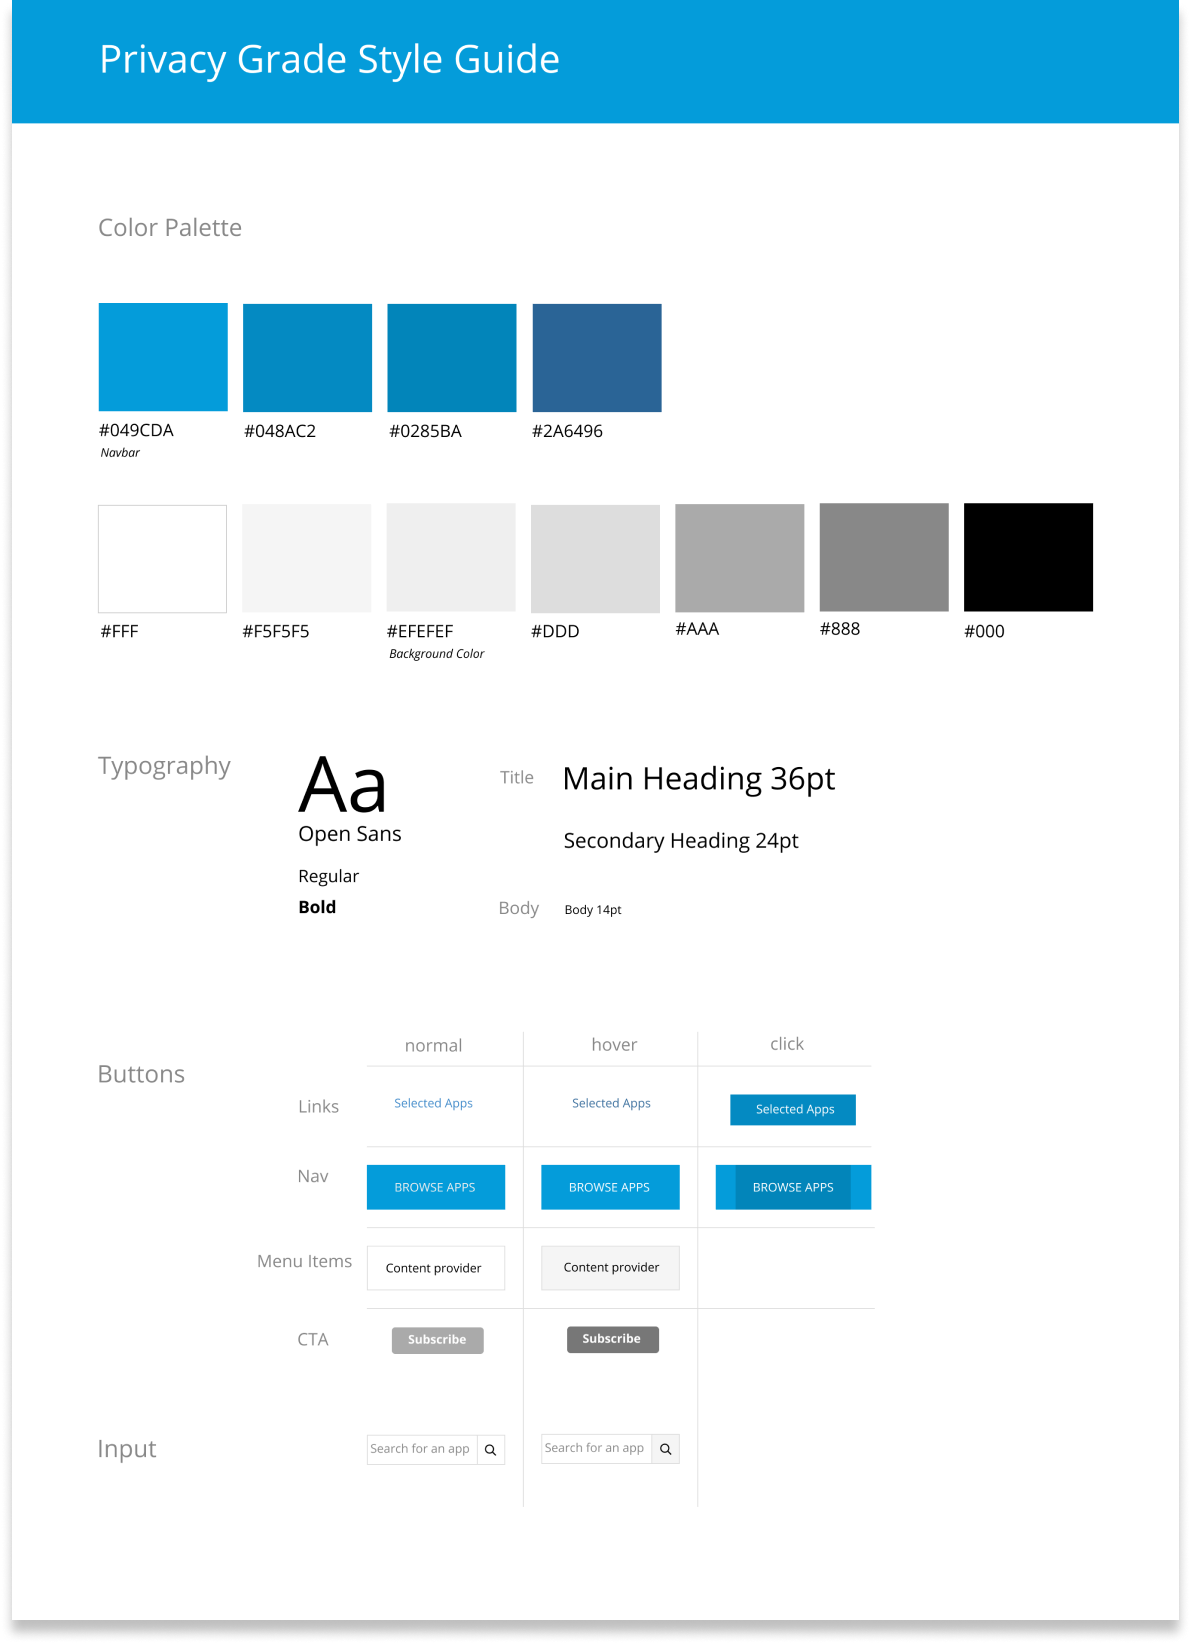 Privacy Grade Style Guide
Color Palette
#049CDA
Navbar
#048AC2
#0285BA
#2A6496
#FFF
#F5F5F5
#EFEFEF
Background Color
#DDD
#AAA
#888
#000
Typography
Aa
Open Sans
Regular
Bold
Title
Main Heading 36pt
Secondary Heading 24pt
Body
Body 14pt
Buttons
normal
hover
click
Links
Selected Apps
Selected Apps
Selected Apps
Nav
BROWSE APPS
BROWSE APPS
BROWSE APPS
Menu Items
Content provider
Content provider
CTA
Subscribe
Subscribe
Input
Search for an app
Search for an app